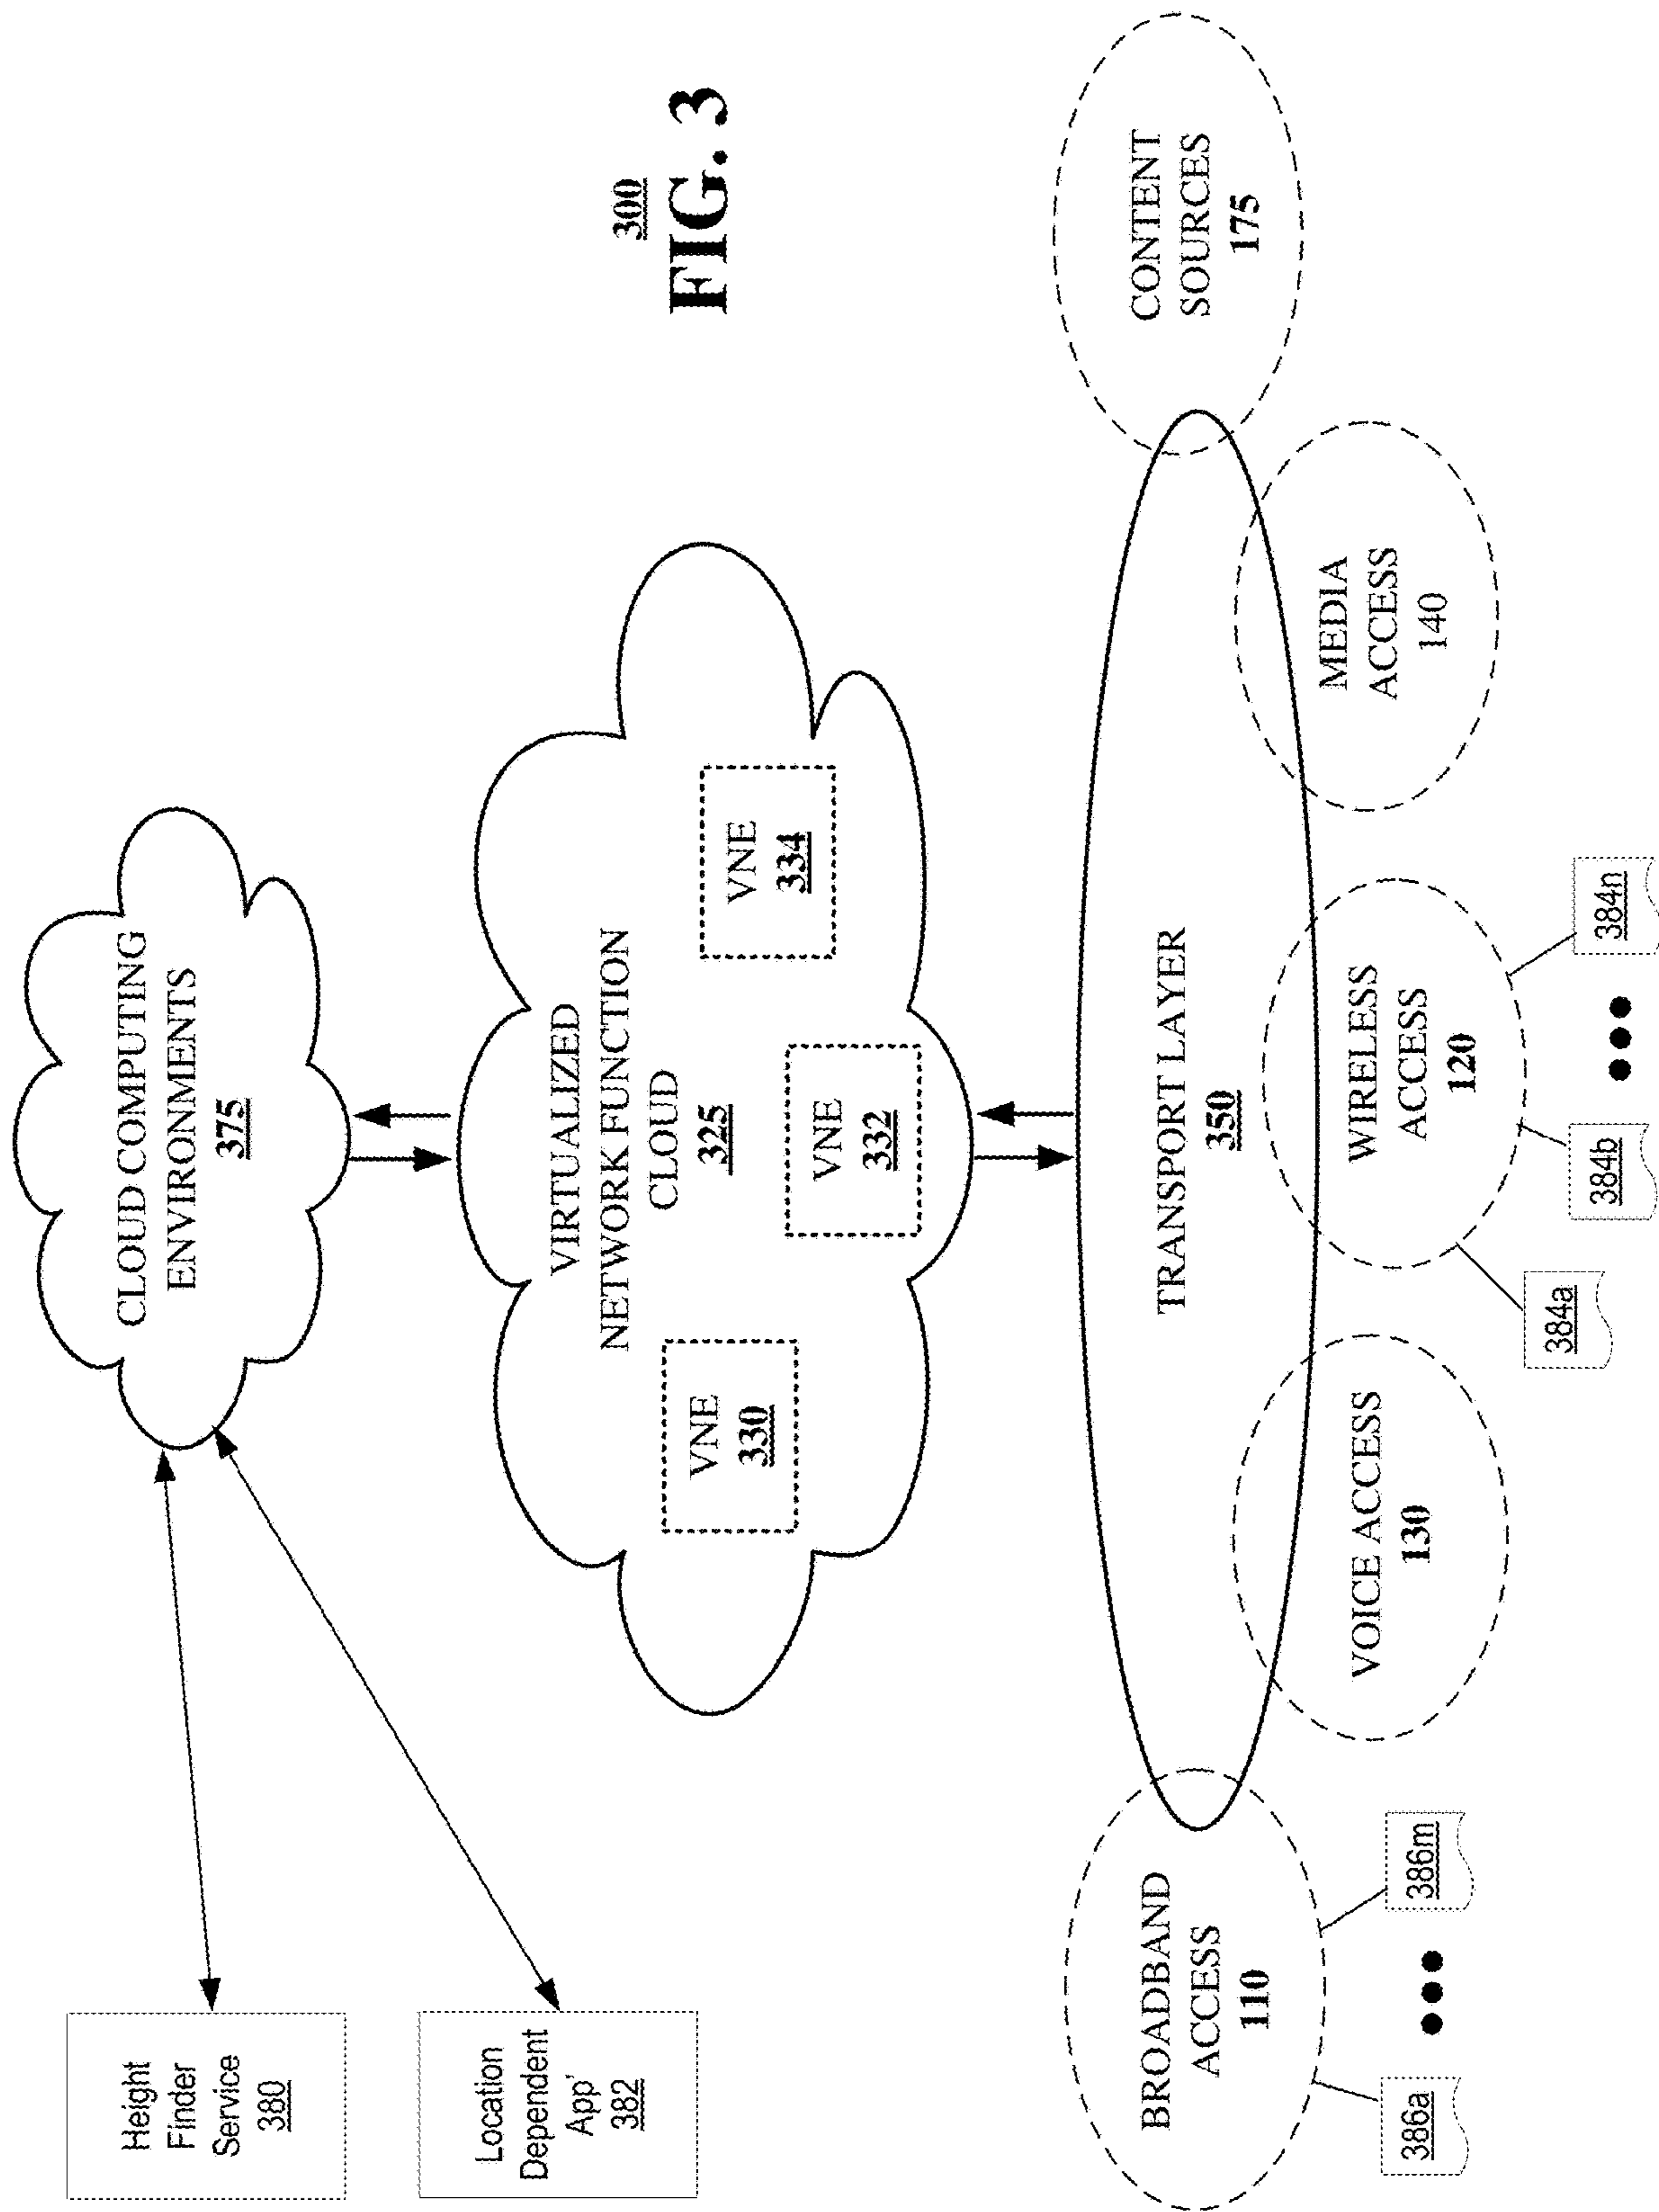 Height
Finder
Service
380
Location
Dependent
App'
382
CLOUD COMPUTING
ENVIRONMENTS
375
VIRTUALIZED
NETWORK FUNCTION
CLOUD
325
VNE
330
VNE
332
VNE
334
300
FIG. 3
TRANSPORT LAYER
350
BROADBAND
ACCESS
110
VOICE ACCESS
130
WIRELESS
ACCESS
120
MEDIA
ACCESS
140
CONTENT
SOURCES
175
386a
386m
384a
384b
384n